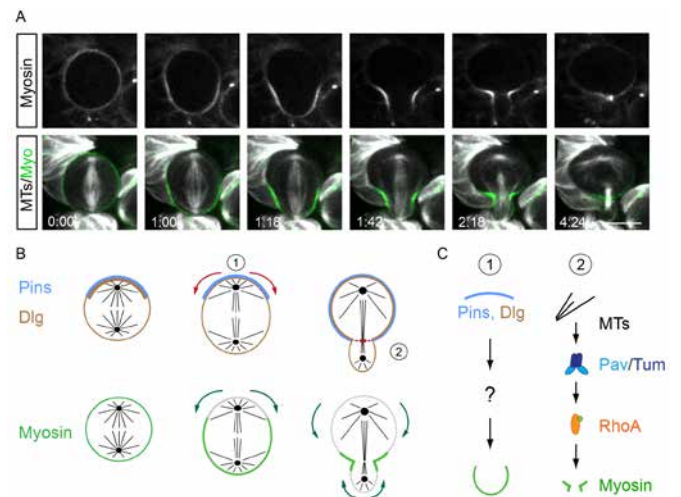 A
Myosin
MTs/Myo
0:00
1:00
1:18
1:42
2:18
4:24
B
Pins
Dlg
1
2
Myosin
C
1
2
Pins, Dlg
?
MTs
Pav/Tum
RhoA
Myosin